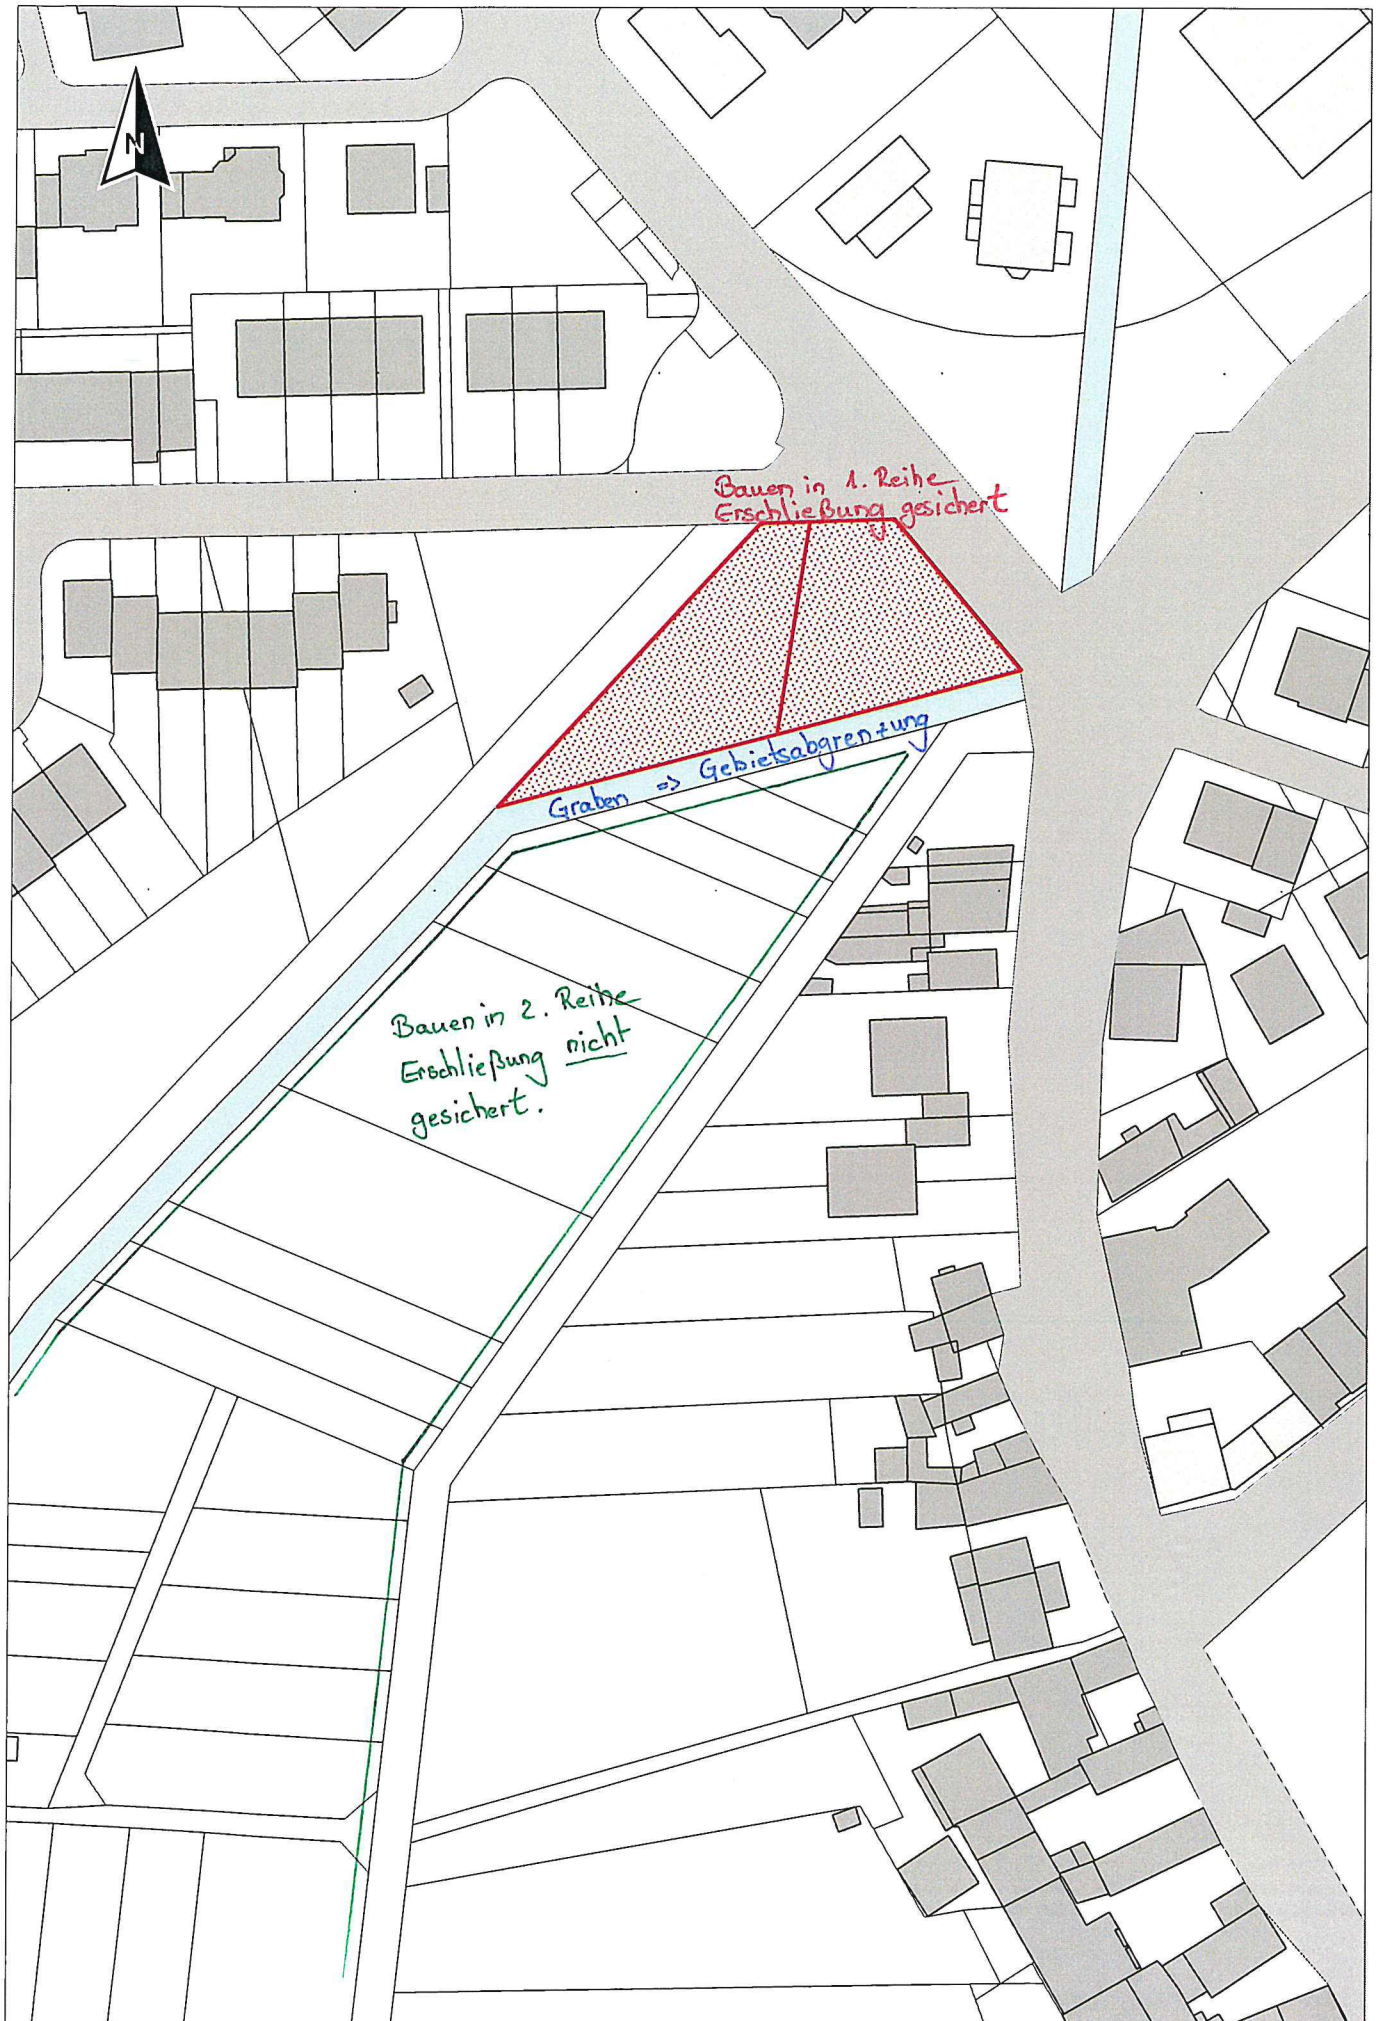 N
Bauen in 1. Reihe
Erschließung gesichert
Graben => Gebietsabgrenzung
Bauen in 2. Reihe
Erschließung nicht
gesichert.